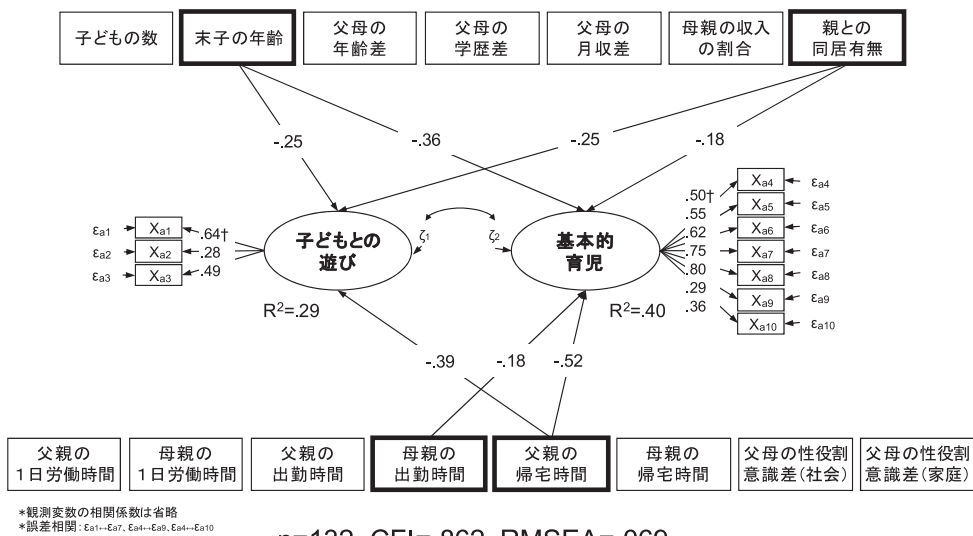 子どもの数
末子の年齢
父母の
年齢差
父母の
学歴差
父母の
月収差
母親の収入
の割合
親との
同居有無
-.25
-.36
-.25
-.18
εa1
Xa1
.64†
εa2
Xa2
.28
εa3
Xa3
.49
子どもとの
遊び
ζ1
ζ2
基本的
育児
R²=.29
R²=.40
.50†
Xa4
εa4
.55
Xa5
εa5
.62
Xa6
εa6
.75
Xa7
εa7
.80
Xa8
εa8
.29
Xa9
εa9
.36
Xa10
εa10
-.39
-.18
-.52
父親の
1日労働時間
母親の
1日労働時間
父親の
出勤時間
母親の
出勤時間
父親の
帰宅時間
母親の
帰宅時間
父母の性役割
意識差(社会)
父母の性役割
意識差(家庭)
*観測変数の相関係数は省略
*誤差相関:εa1↔εa7、εa4↔εa9、εa4↔εa10